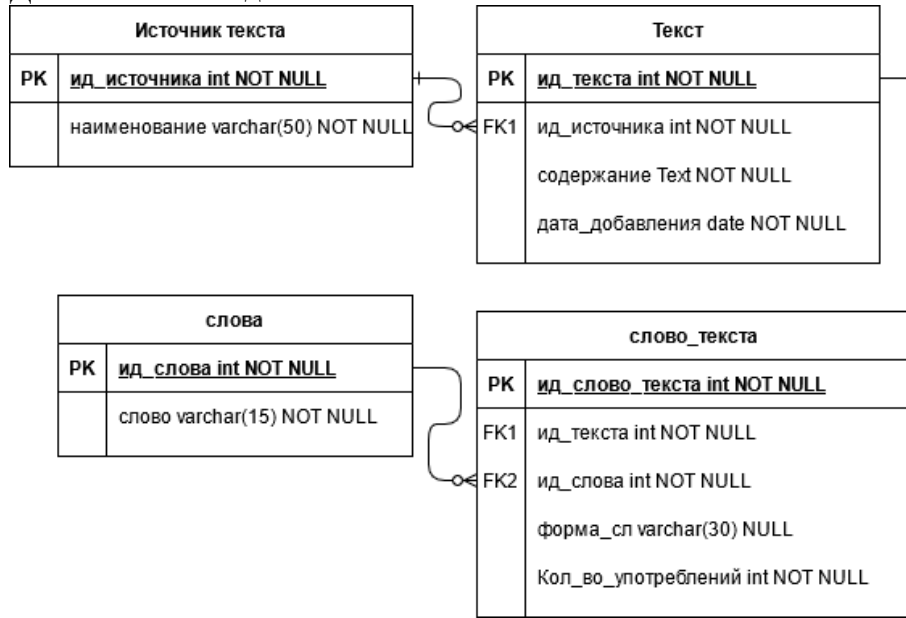 Источник текста
PK ид_источника int NOT NULL
наименование varchar(50) NOT NULL
Текст
PK ид_текста int NOT NULL
FK1 ид_источника int NOT NULL
содержание Text NOT NULL
дата_добавления date NOT NULL
слова
PK ид_слова int NOT NULL
слово varchar(15) NOT NULL
слово_текста
PK ид_слово_текста int NOT NULL
FK1 ид_текста int NOT NULL
FK2 ид_слова int NOT NULL
форма_сл varchar(30) NULL
Кол_во_употреблений int NOT NULL